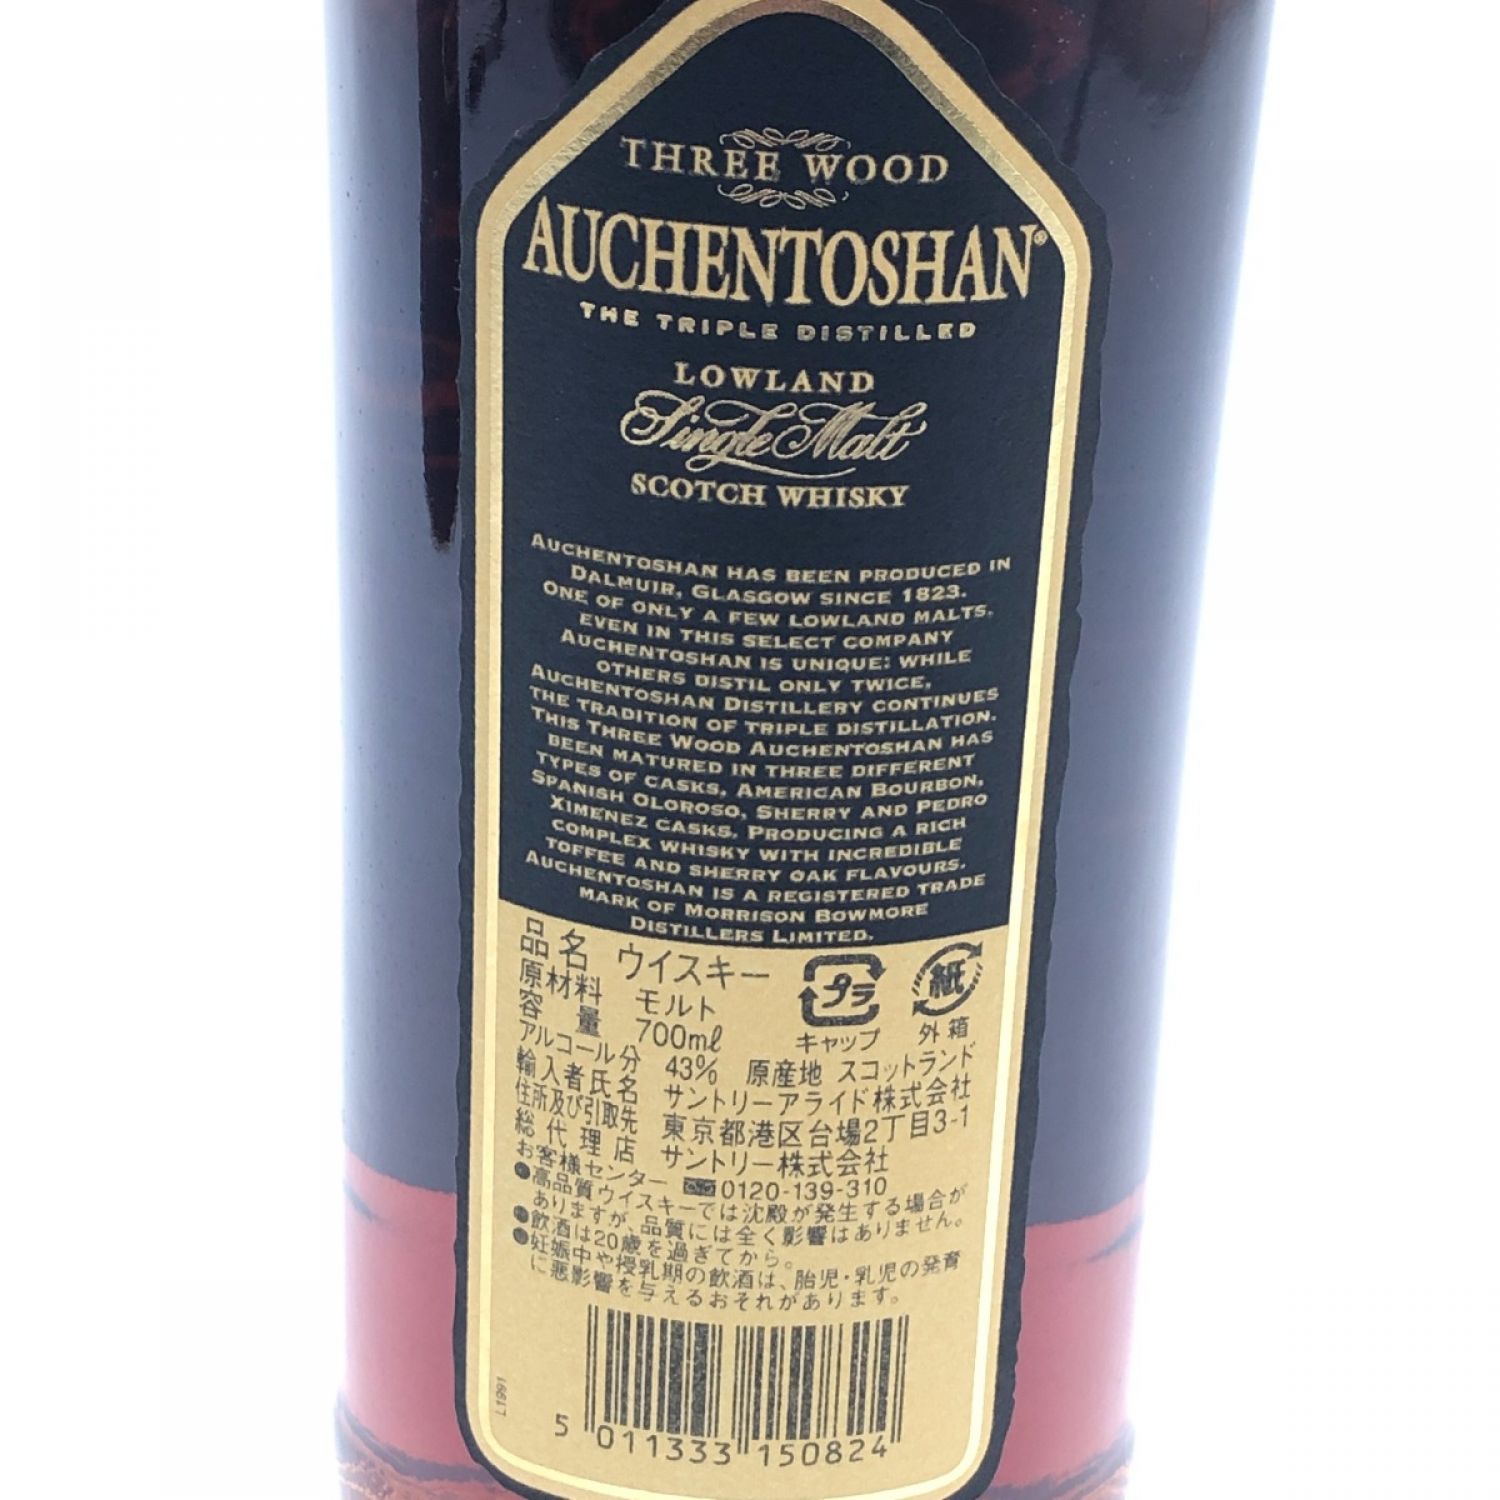 THREE WOOD
AUCHENTOSHAN®
THE TRIPLE DISTILLED
LOWLAND
Single Malt
SCOTCH WHISKY
AUCHENTOSHAN HAS BEEN PRODUCED IN
DALMUIR, GLASGOW SINCE 1823.
ONE OF ONLY A FEW LOWLAND MALTS.
EVEN IN THIS SELECT COMPANY
AUCHENTOSHAN IS UNIQUE: WHILE
OTHERS DISTIL ONLY TWICE,
AUCHENTOSHAN DISTILLERY CONTINUES
THE TRADITION OF TRIPLE DISTILLATION.
THIS THREE WOOD AUCHENTOSHAN HAS
BEEN MATURED IN THREE DIFFERENT
TYPES OF CASKS, AMERICAN BOURBON,
SPANISH OLOROSO, SHERRY AND PEDRO
XIMENEZ CASKS. PRODUCING A RICH
COMPLEX WHISKY WITH INCREDIBLE
TOFFEE AND SHERRY OAK FLAVOURS.
AUCHENTOSHAN IS A REGISTERED TRADE
MARK OF MORRISON BOWMORE
DISTILLERS LIMITED.
品名 ウイスキー
原材料 モルト
容量 700ml
プラ
キャップ
紙
外箱
アルコール分 43% 原産地 スコットランド
輸入者氏名 サントリーアライド株式会社
住所及び引取先 東京都港区台場2丁目3-1
総代理店 サントリー株式会社
お客様センター 0120-139-310
●高品質ウイスキーでは沈殿が発生する場合が
ありますが、品質には全く影響はありません。
●飲酒は20歳を過ぎてから。
●妊娠中や授乳期の飲酒は、胎児・乳児の発育
に悪影響を与えるおそれがあります。
L1991
5 011333 150824